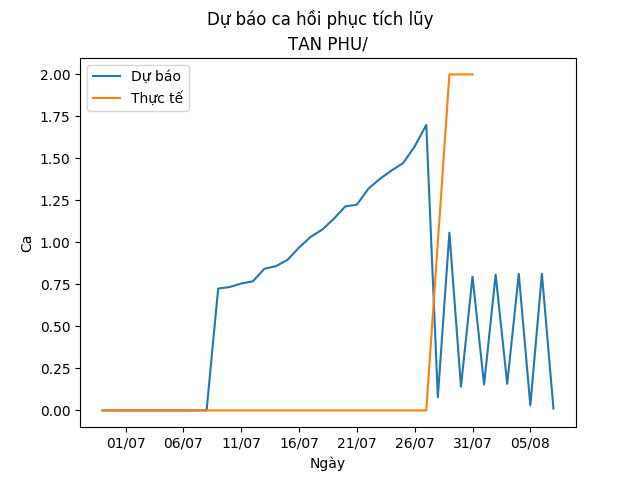 Dự báo ca hồi phục tích lũy
TAN PHU/
Dự báo
Thực tế
2.00
1.75
1.50
1.25
1.00
0.75
0.50
0.25
0.00
Ca
01/07 06/07 11/07 16/07 21/07 26/07 31/07 05/08
Ngày